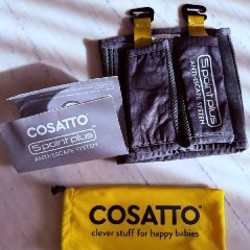 COSATTO
5 point plus
ANTI-ESCAPE SYSTEM
5 point plus
ANTI-ESCAPE SYSTEM
COSATTO
clever stuff for happy babies